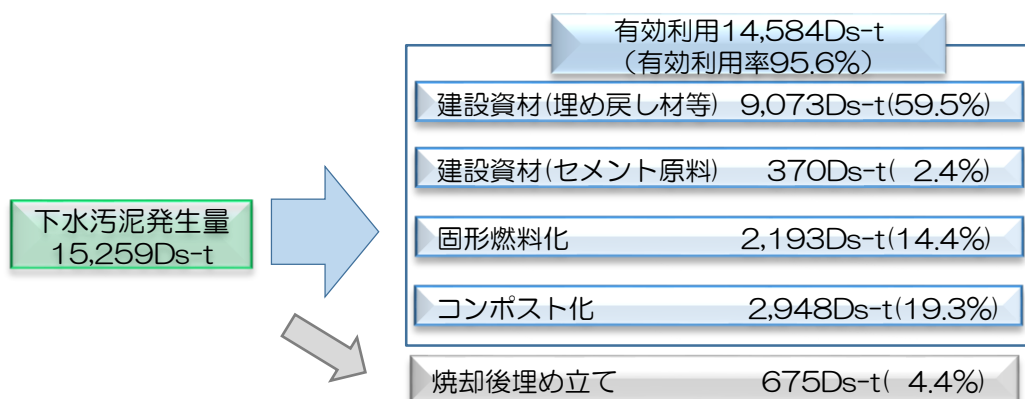 有効利用14,584Ds-t
(有効利用率95.6%)
建設資材(埋め戻し材等) 9,073Ds-t(59.5%)
建設資材(セメント原料) 370Ds-t( 2.4%)
下水汚泥発生量
15,259Ds-t
固形燃料化 2,193Ds-t(14.4%)
コンポスト化 2,948Ds-t(19.3%)
焼却後埋め立て 675Ds-t( 4.4%)